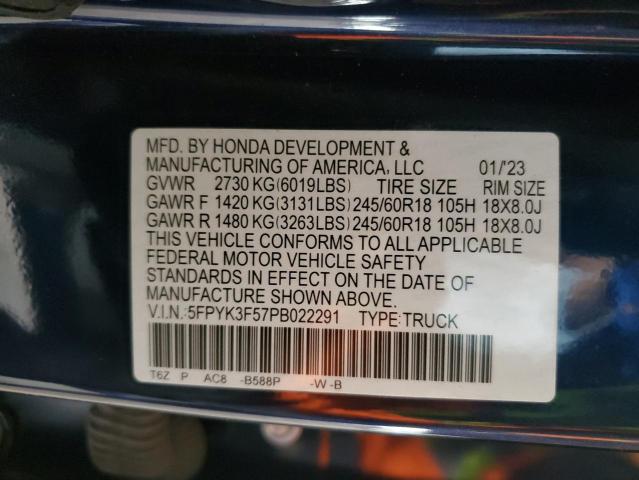 MFD. BY HONDA DEVELOPMENT &
MANUFACTURING OF AMERICA, LLC 01/'23
GVWR 2730 KG(6019LBS) TIRE SIZE RIM SIZE
GAWR F 1420 KG(3131LBS) 245/60R18 105H 18X8.0J
GAWR R 1480 KG(3263LBS) 245/60R18 105H 18X8.0J
THIS VEHICLE CONFORMS TO ALL APPLICABLE
FEDERAL MOTOR VEHICLE SAFETY
STANDARDS IN EFFECT ON THE DATE OF
MANUFACTURE SHOWN ABOVE.
V.I.N.:5FPYK3F57PB022291 TYPE:TRUCK
T6Z P AC8 -B588P -W -B